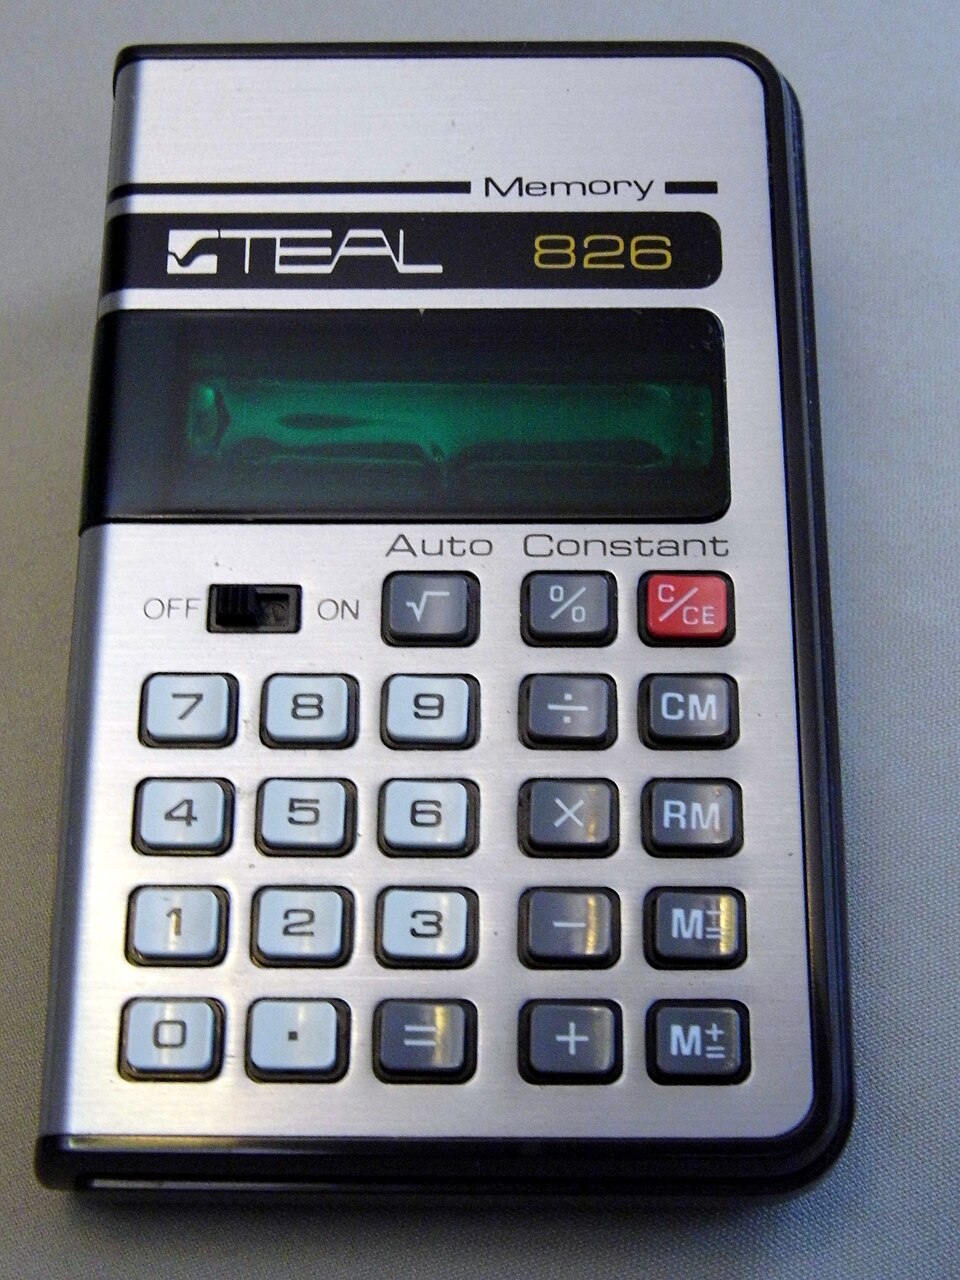 Memory
TEAL 826
Auto Constant
OFF ON √ % C/CE
7 8 9 ÷ CM
4 5 6 × RM
1 2 3 −
0 . = + M±=